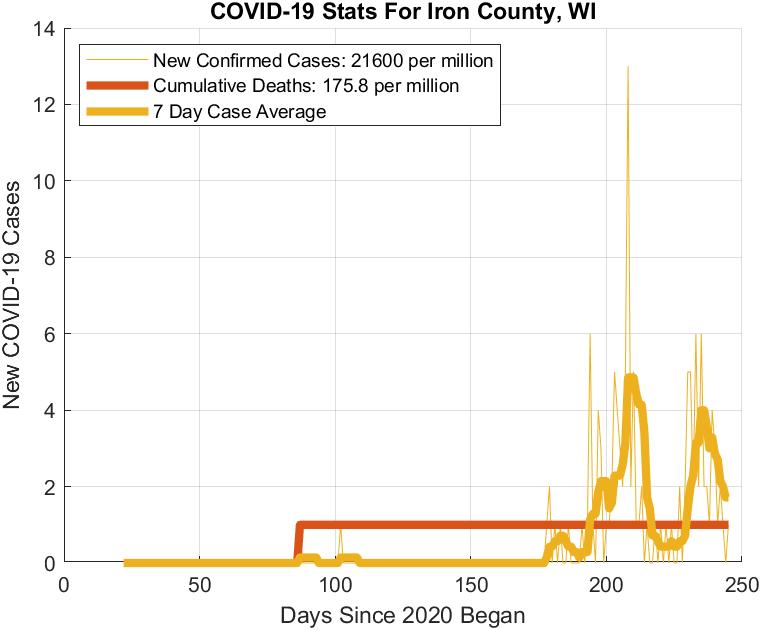 COVID-19 Stats For Iron County, WI
New Confirmed Cases: 21600 per million
Cumulative Deaths: 175.8 per million
7 Day Case Average
New COVID-19 Cases
14
12
10
8
6
4
2
0
0 50 100 150 200 250
Days Since 2020 Began